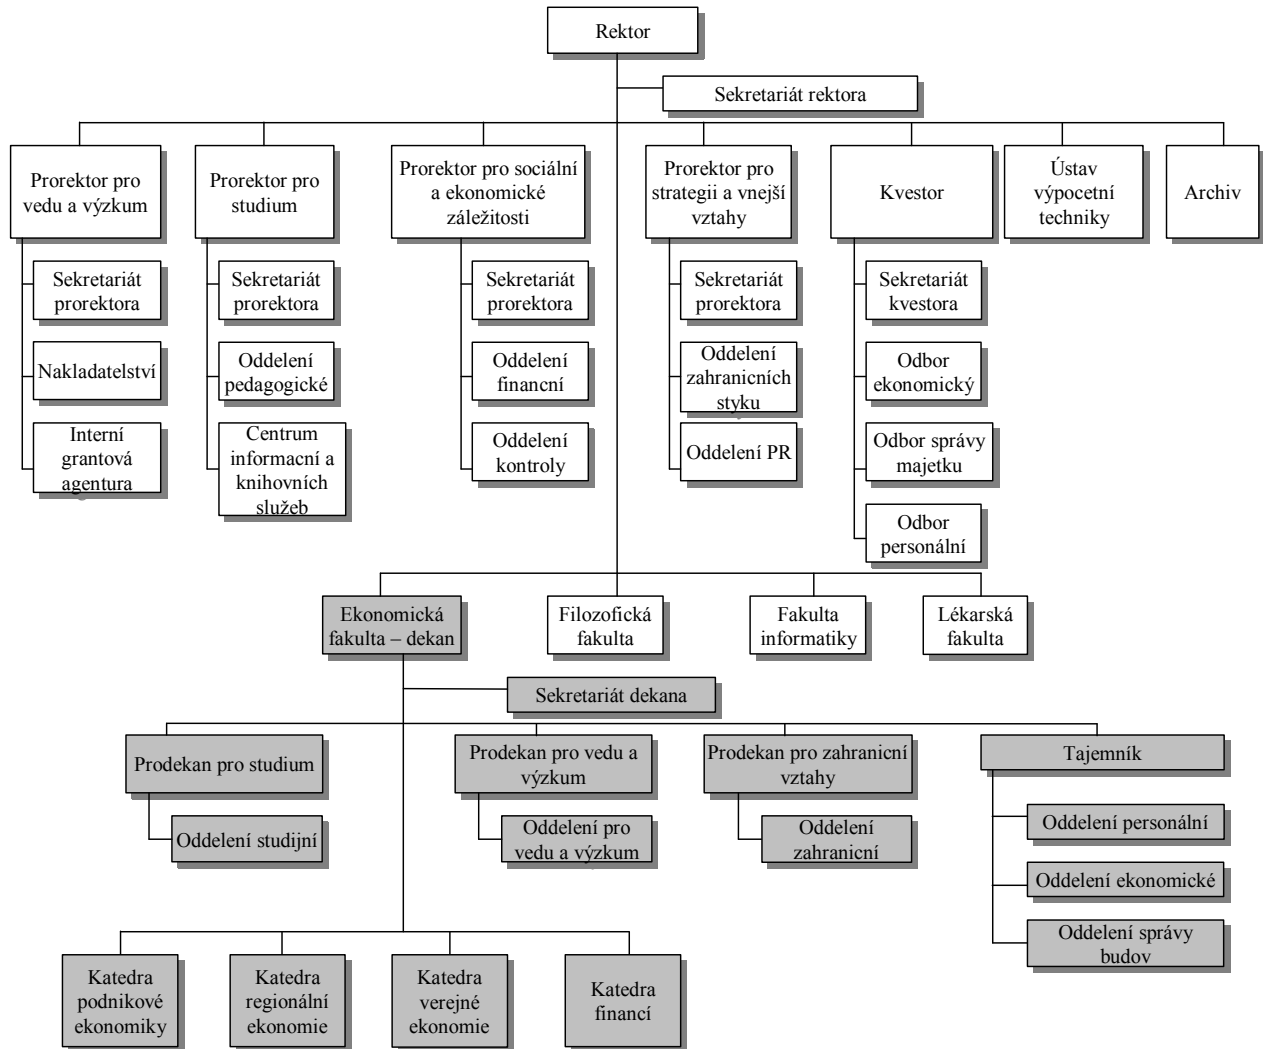 Rektor
Sekretariát rektora
Prorektor pro
vedu a výzkum
Prorektor pro
studium
Prorektor pro sociální
a ekonomické
záležitosti
Prorektor pro
strategii a vnejší
vztahy
Kvestor
Ústav
výpocetní
techniky
Archiv
Sekretariát
prorektora
Sekretariát
prorektora
Sekretariát
prorektora
Sekretariát
prorektora
Sekretariát
kvestora
Nakladatelství
Oddelení
pedagogické
Oddelení
financní
Oddelení
zahranicních
styku
Odbor
ekonomický
Interní
grantová
agentura
Centrum
informacní a
knihovních
služeb
Oddelení
kontroly
Oddelení PR
Odbor správy
majetku
Odbor
personální
Ekonomická
fakulta – dekan
Filozofická
fakulta
Fakulta
informatiky
Lékarská
fakulta
Sekretariát dekana
Prodekan pro studium
Prodekan pro vedu a
výzkum
Prodekan pro zahranicní
vztahy
Tajemník
Oddelení studijní
Oddelení pro
vedu a výzkum
Oddelení
zahranicní
Oddelení personální
Oddelení ekonomické
Oddelení správy
budov
Katedra
podnikové
ekonomiky
Katedra
regionální
ekonomie
Katedra
verejné
ekonomie
Katedra
financí